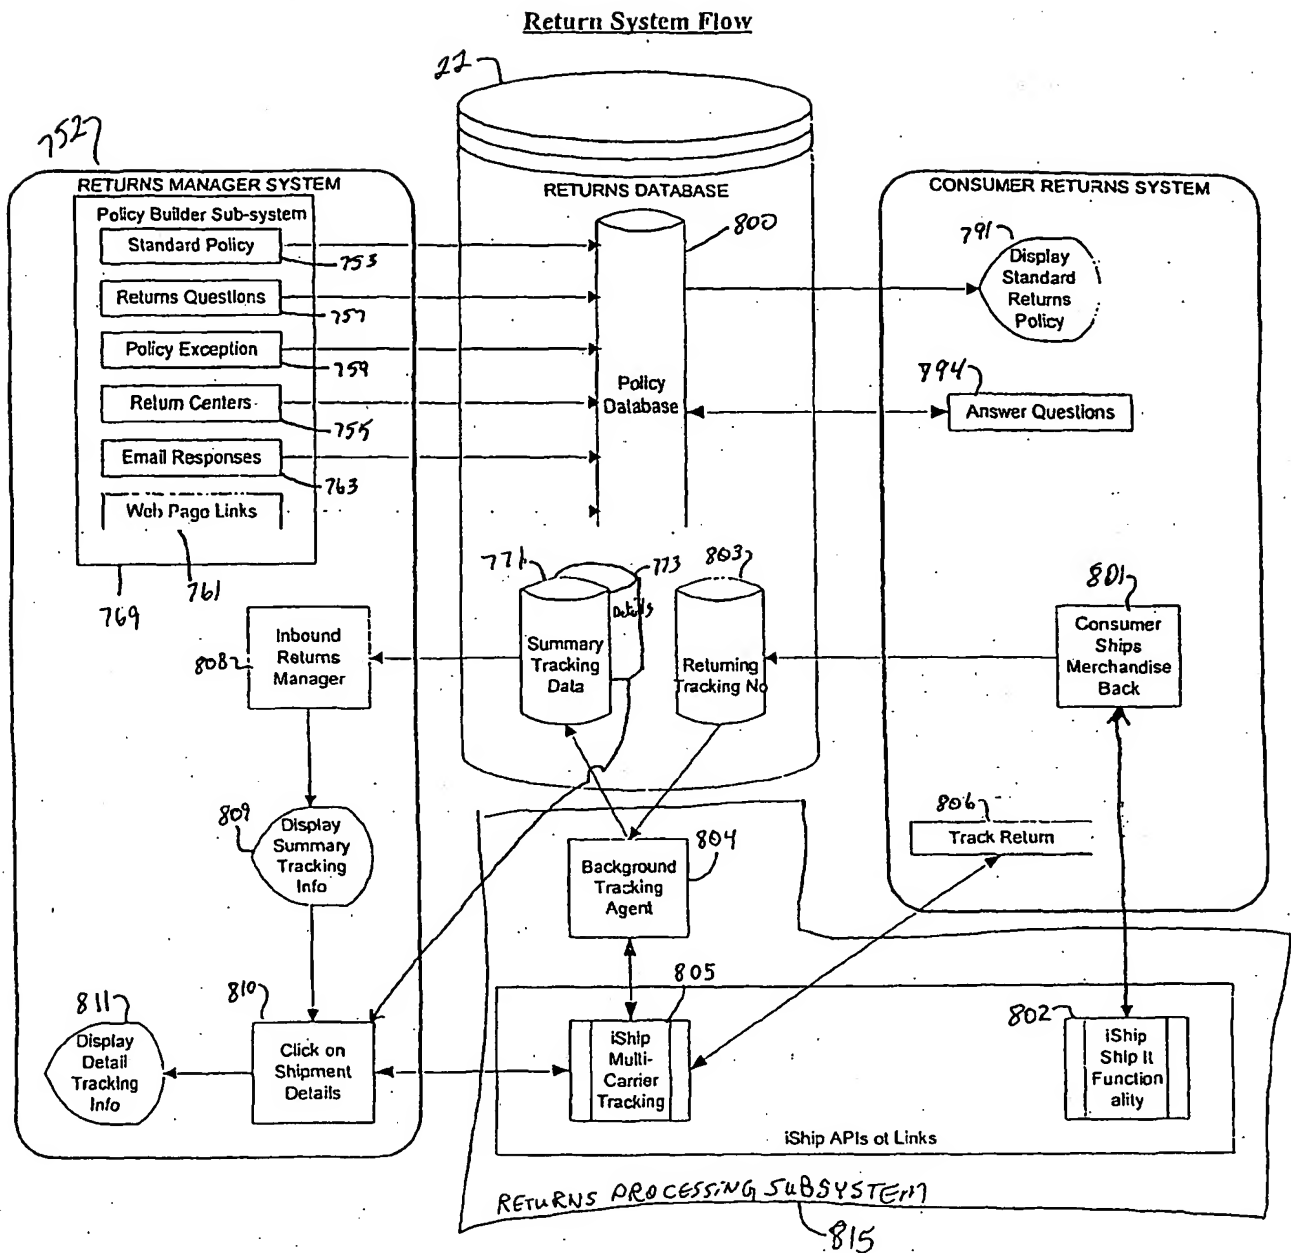 Return System Flow
22
752
RETURNS MANAGER SYSTEM
Policy Builder Sub-system
Standard Policy
753
Returns Questions
757
Policy Exception
759
Return Centers
755
Email Responses
763
Web Page Links
761
769
RETURNS DATABASE
800
Policy
Database
CONSUMER RETURNS SYSTEM
791
Display
Standard
Returns
Policy
794
Answer Questions
771
773
803
Details
Summary
Tracking
Data
Returning
Tracking No
801
Consumer
Ships
Merchandise
Back
808
Inbound
Returns
Manager
809
Display
Summary
Tracking
Info
804
Background
Tracking
Agent
806
Track Return
811
Display
Detail
Tracking
Info
810
Click on
Shipment
Details
805
iShip
Multi-
Carrier
Tracking
802
iShip
Ship It
Function
ality
iShip APIs ot Links
RETURNS PROCESSING SUBSYSTEM
815